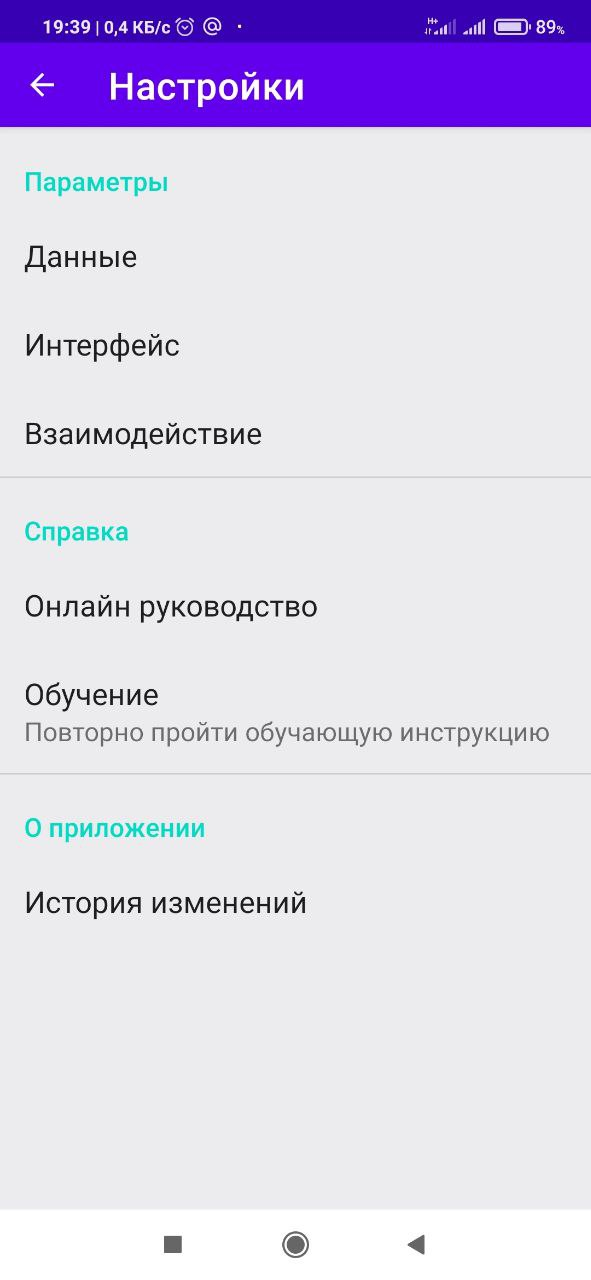 19:39 | 0,4 КБ/с
H+
89%
Настройки
Параметры
Данные
Интерфейс
Взаимодействие
Справка
Онлайн руководство
Обучение
Повторно пройти обучающую инструкцию
О приложении
История изменений